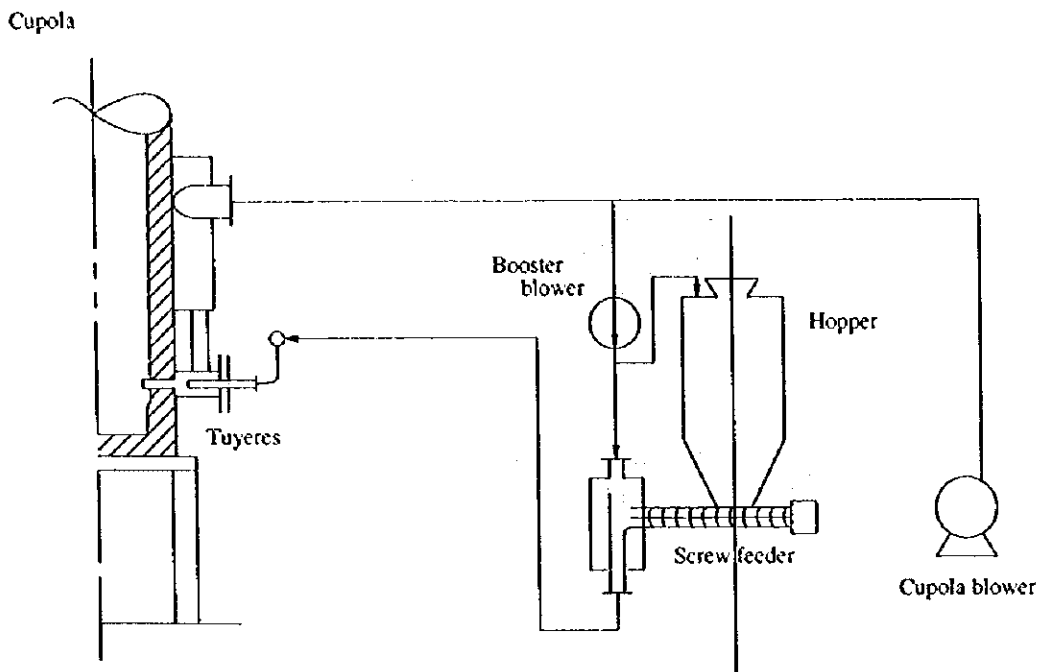 Cupola
Booster
blower
Hopper
Tuyeres
Screw feeder
Cupola blower